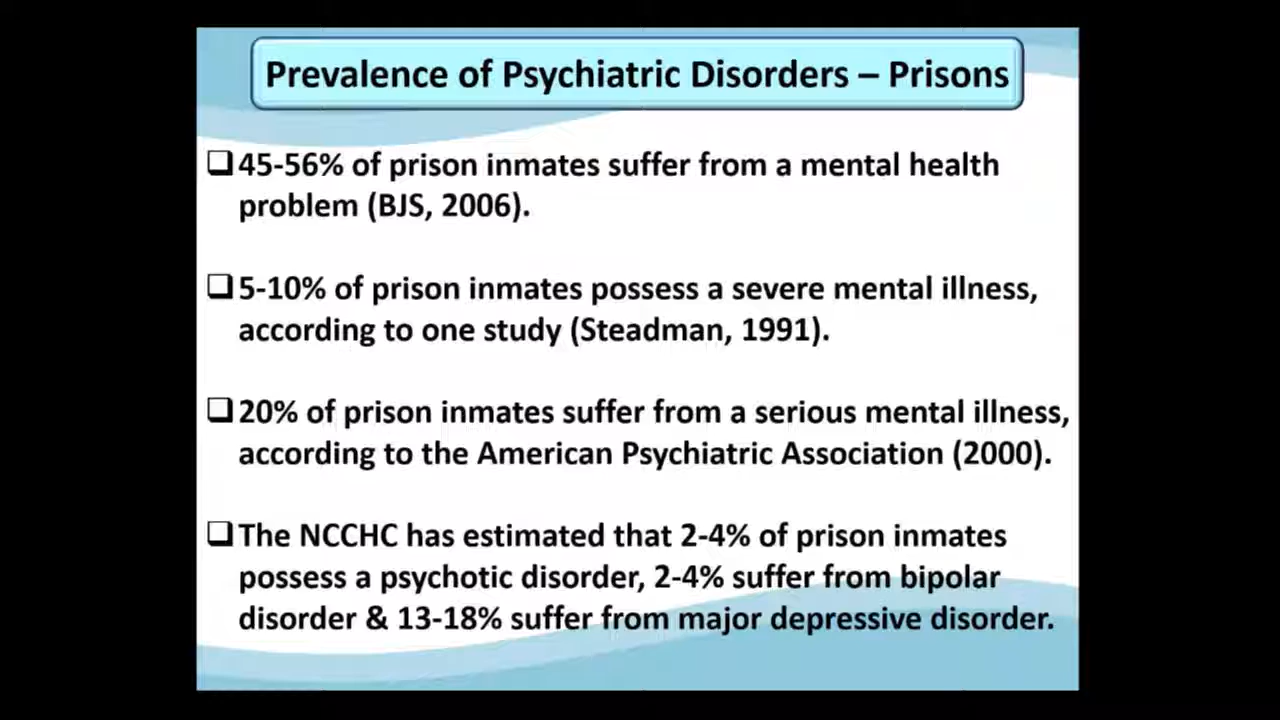 Prevalence of Psychiatric Disorders – Prisons
45-56% of prison inmates suffer from a mental health
problem (BJS, 2006).
5-10% of prison inmates possess a severe mental illness,
according to one study (Steadman, 1991).
20% of prison inmates suffer from a serious mental illness,
according to the American Psychiatric Association (2000).
The NCCHC has estimated that 2-4% of prison inmates
possess a psychotic disorder, 2-4% suffer from bipolar
disorder & 13-18% suffer from major depressive disorder.